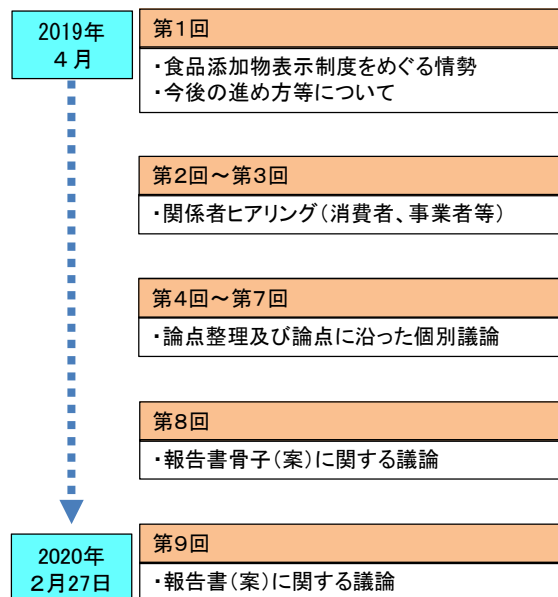 2019年
4月
第1回
・食品添加物表示制度をめぐる情勢
・今後の進め方等について
第2回~第3回
・関係者ヒアリング(消費者、事業者等)
第4回~第7回
・論点整理及び論点に沿った個別議論
第8回
・報告書骨子(案)に関する議論
2020年
2月27日
第9回
・報告書(案)に関する議論